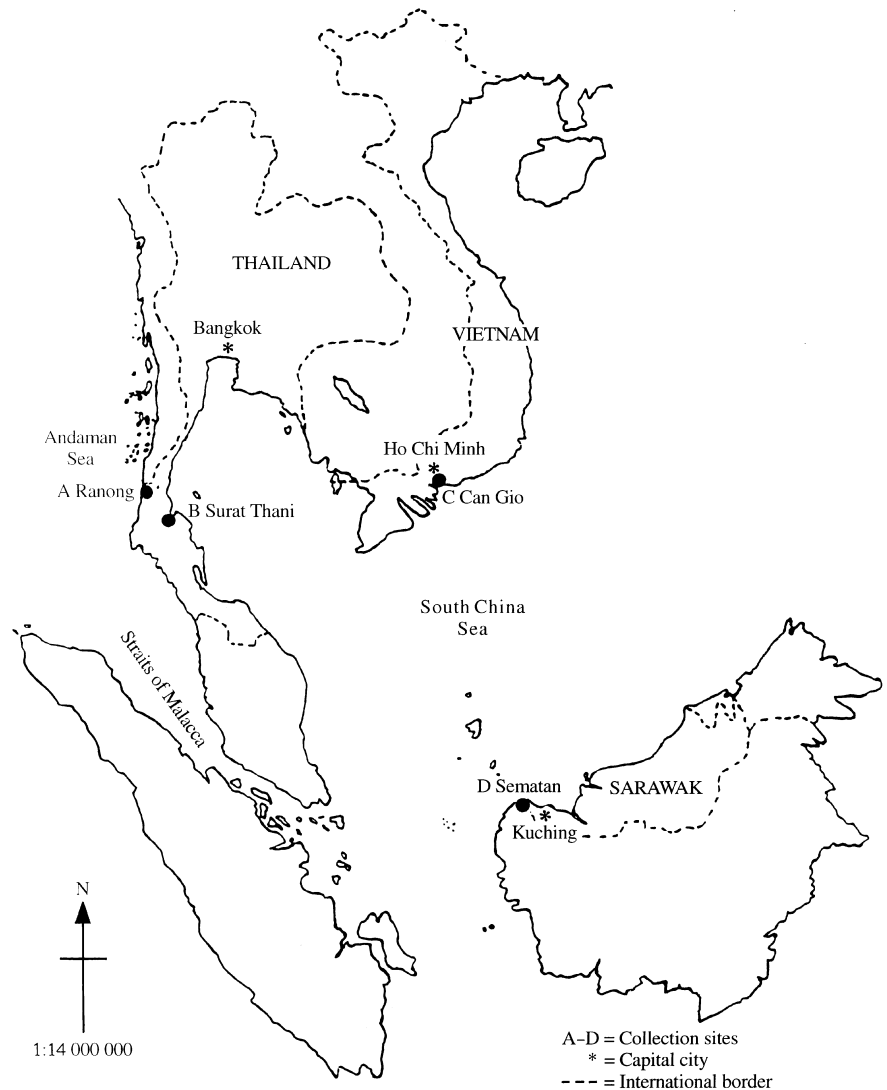 THAILAND
Bangkok
*
VIETNAM
Andaman
Sea
Ho Chi Minh
*
A Ranong
C Can Gio
B Surat Thani
South China
Sea
Straits of Malacca
D Sematan
SARAWAK
*
Kuching
N
1:14 000 000
A–D = Collection sites
* = Capital city
---- = International border